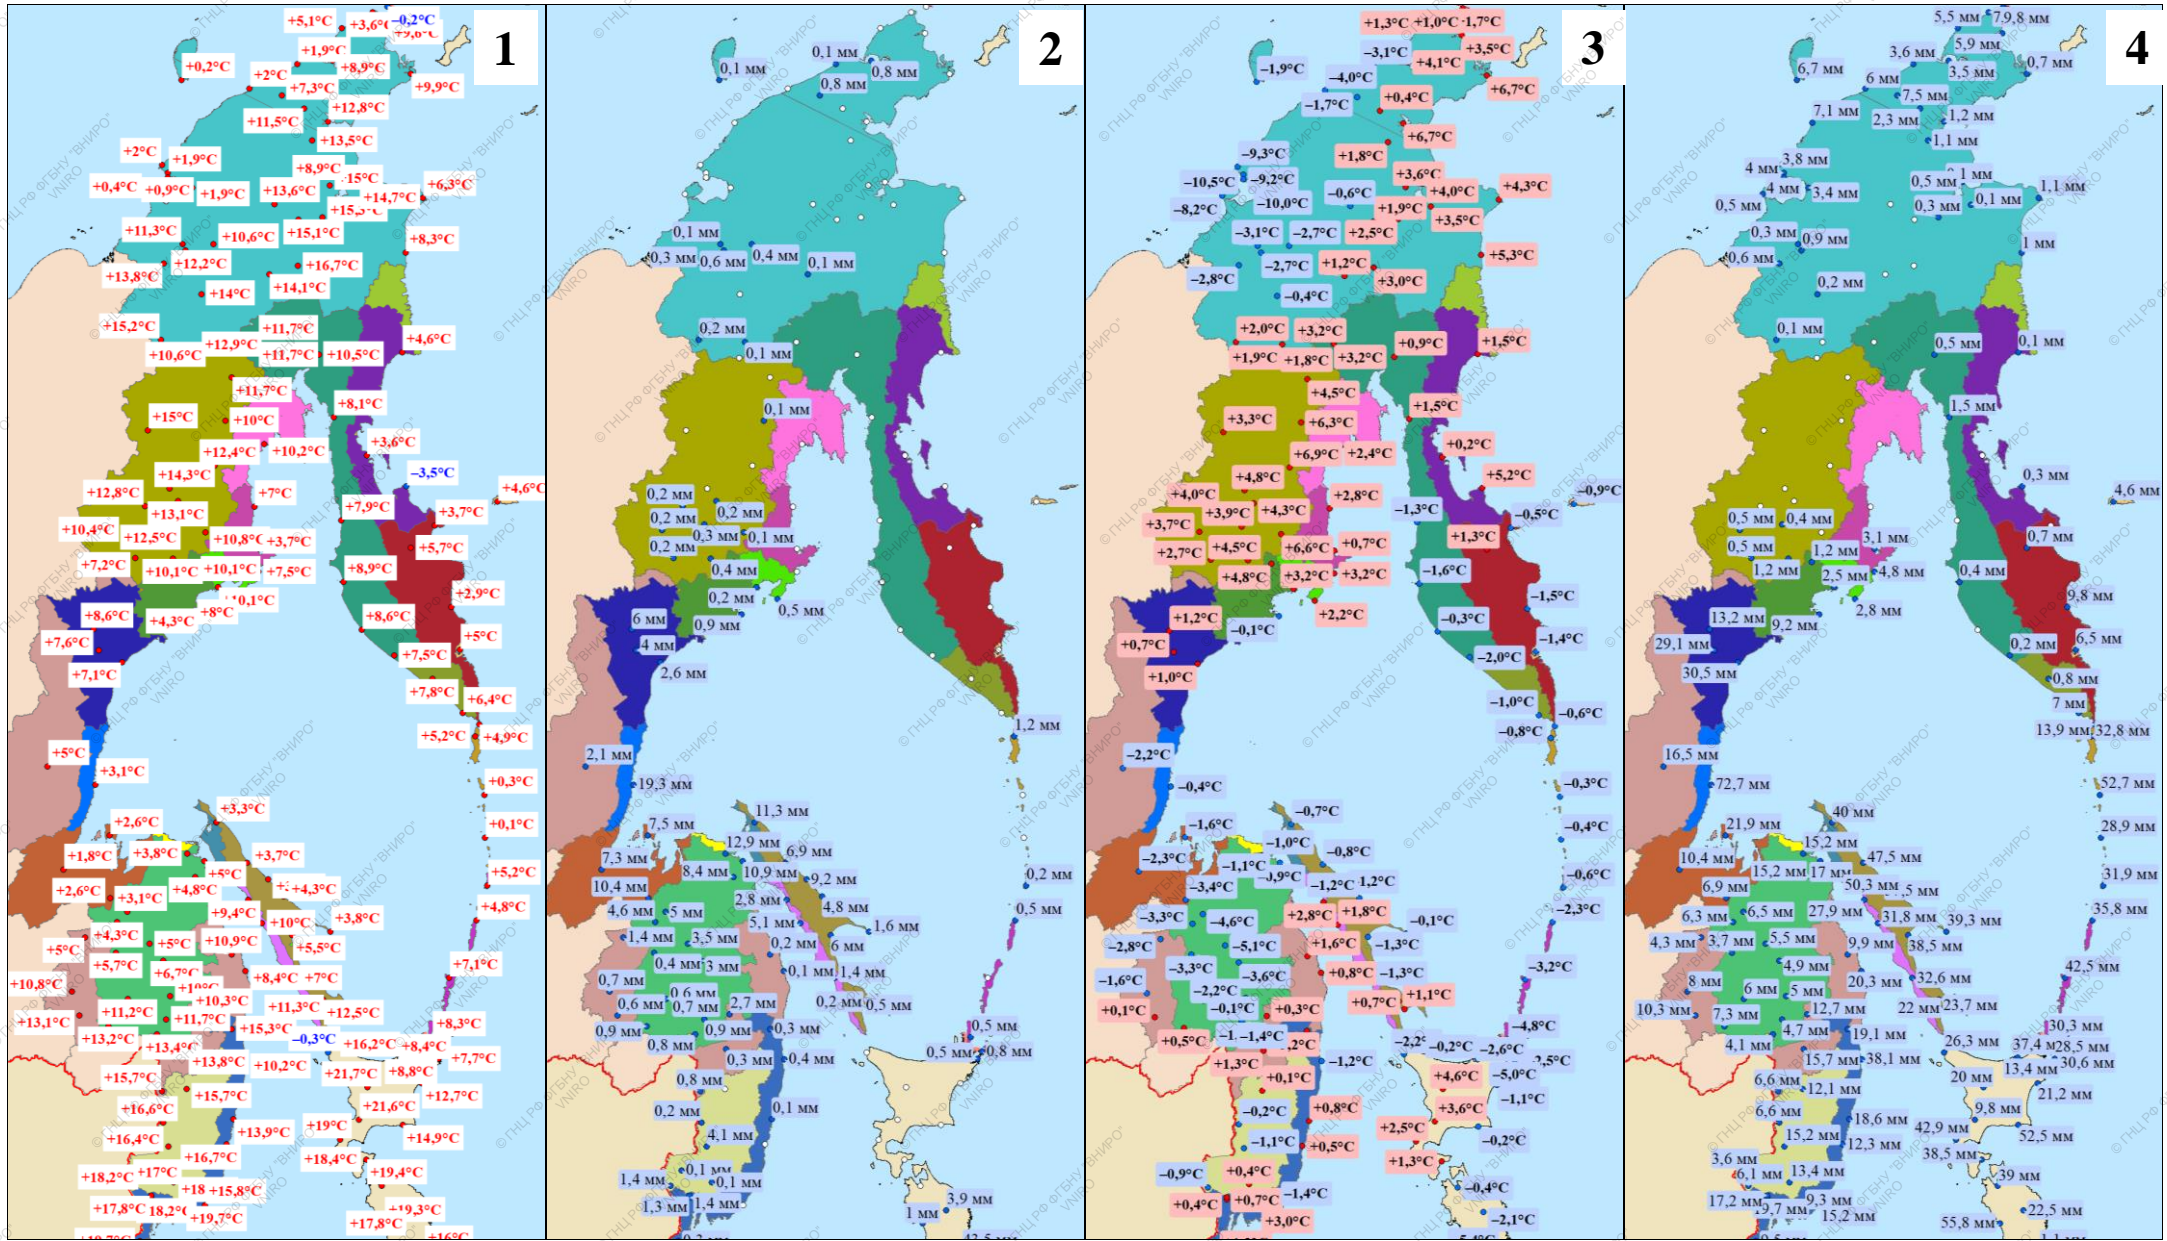 1
+5,1°C
–0,2°C
+1,9°C
+0,2°C
+2°C
+8,9°C
+7,3°C
+9,9°C
+12,8°C
+11,5°C
+13,5°C
+2°C
+1,9°C
+8,9°C
+0,4°C
+0,9°C
+1,9°C
+13,6°C
+14,7°C
+6,3°C
+11,3°C
+10,6°C
+15,1°C
+8,3°C
+13,8°C
+12,2°C
+16,7°C
+14°C
+14,1°C
+15,2°C
+11,7°C
+4,6°C
+10,6°C
+12,9°C
+11,7°C
+10,5°C
+11,7°C
+8,1°C
+15°C
+10°C
+3,6°C
+12,4°C
+10,2°C
+14,3°C
–3,5°C
+12,8°C
+7°C
+4,6°C
+13,1°C
+7,9°C
+3,7°C
+10,4°C
+12,5°C
+3,7°C
+5,7°C
+7,2°C
+10,1°C
+10,1°C
+7,5°C
+8,9°C
+8,6°C
+4,3°C
+8°C
+2,9°C
+7,6°C
+8,6°C
+5°C
+7,1°C
+7,5°C
+7,8°C
+6,4°C
+5°C
+5,2°C
+4,9°C
+3,1°C
+0,3°C
+2,6°C
+3,3°C
+0,1°C
+1,8°C
+3,8°C
+3,7°C
+2,6°C
+3,1°C
+4,8°C
+5°C
+4,3°C
+5,2°C
+9,4°C
+10°C
+3,8°C
+4,8°C
+5°C
+4,3°C
+5°C
+10,9°C
+5,5°C
+5,7°C
+6,7°C
+8,4°C
+7°C
+7,1°C
+10,8°C
+10,3°C
+13,1°C
+11,2°C
+11,7°C
+11,3°C
+12,5°C
+8,3°C
+13,2°C
+13,4°C
+15,3°C
–0,3°C
+16,2°C
+8,4°C
+7,7°C
+15,7°C
+13,8°C
+10,2°C
+21,7°C
+8,8°C
+16,6°C
+15,7°C
+21,6°C
+12,7°C
+16,4°C
+13,9°C
+19°C
+14,9°C
+18,2°C
+17°C
+16,7°C
+18,4°C
+19,4°C
+15,8°C
+17,8°C
+19,7°C
+17,8°C
+19,3°C
2
0,1 мм
0,1 мм
0,8 мм
0,8 мм
0,1 мм
0,3 мм
0,6 мм
0,4 мм
0,1 мм
0,2 мм
0,1 мм
0,1 мм
0,2 мм
0,2 мм
0,2 мм
0,3 мм
0,1 мм
0,2 мм
0,4 мм
0,2 мм
0,5 мм
6 мм
0,9 мм
4 мм
2,6 мм
1,2 мм
2,1 мм
19,3 мм
11,3 мм
7,5 мм
12,9 мм
6,9 мм
7,3 мм
8,4 мм
10,9 мм
9,2 мм
0,2 мм
10,4 мм
2,8 мм
4,8 мм
0,5 мм
4,6 мм
5 мм
5,1 мм
1,6 мм
1,4 мм
3,5 мм
0,2 мм
6 мм
0,4 мм
3 мм
0,1 мм
1,4 мм
0,7 мм
0,6 мм
0,6 мм
0,7 мм
2,7 мм
0,2 мм
0,5 мм
0,9 мм
0,9 мм
0,3 мм
0,5 мм
0,8 мм
0,3 мм
0,4 мм
0,5 мм
0,8 мм
0,8 мм
0,2 мм
0,1 мм
4,1 мм
1,4 мм
0,1 мм
0,1 мм
1,3 мм
1,4 мм
3,9 мм
1 мм
3
+1,3°C
+1,0°C
–3,1°C
+3,5°C
–1,9°C
–4,0°C
+4,1°C
+6,7°C
–1,7°C
+0,4°C
+6,7°C
–9,3°C
+1,8°C
–10,5°C
–9,2°C
+3,6°C
–8,2°C
–10,0°C
–0,6°C
+4,0°C
+4,3°C
+1,9°C
+3,5°C
–3,1°C
–2,7°C
+2,5°C
+5,3°C
–2,8°C
–2,7°C
+1,2°C
+3,0°C
–0,4°C
+2,0°C
+3,2°C
+0,9°C
+1,5°C
+1,9°C
+1,8°C
+3,2°C
+4,5°C
+1,5°C
+3,3°C
+6,3°C
+0,2°C
+6,9°C
+2,4°C
+4,8°C
+5,2°C
+4,0°C
+2,8°C
–0,9°C
+3,7°C
+3,9°C
+4,3°C
–1,3°C
–0,5°C
+2,7°C
+4,5°C
+6,6°C
+0,7°C
+1,3°C
+4,8°C
+3,2°C
+3,2°C
–1,6°C
–1,5°C
+1,2°C
–0,1°C
+2,2°C
–0,3°C
+0,7°C
–1,4°C
+1,0°C
–2,0°C
–1,0°C
–0,6°C
–2,2°C
–0,8°C
–0,4°C
–0,3°C
–1,6°C
–0,7°C
–0,4°C
–2,3°C
–1,1°C
–1,0°C
–0,8°C
–3,4°C
–1,2°C
–0,6°C
–3,3°C
–4,6°C
+2,8°C
+1,8°C
–0,1°C
–2,3°C
–2,8°C
–5,1°C
+1,6°C
–1,3°C
–1,6°C
–3,3°C
–3,6°C
+0,8°C
–1,3°C
–3,2°C
–2,2°C
+0,1°C
–0,1°C
+0,3°C
+0,7°C
+1,1°C
–4,8°C
+0,5°C
–1,4°C
–0,2°C
–2,6°C
+1,3°C
–1,2°C
+0,1°C
+4,6°C
–5,0°C
–0,2°C
+0,8°C
+3,6°C
–1,1°C
–1,1°C
+0,5°C
+2,5°C
–0,2°C
–0,9°C
+0,4°C
+1,3°C
+0,4°C
+0,7°C
–1,4°C
–0,4°C
+3,0°C
–2,1°C
4
5,5 мм
3,6 мм
5,9 мм
6,7 мм
6 мм
3,5 мм
0,7 мм
7,1 мм
7,5 мм
2,3 мм
1,2 мм
1,1 мм
3,8 мм
4 мм
4 мм
3,4 мм
0,5 мм
1,1 мм
0,5 мм
0,3 мм
0,1 мм
0,3 мм
0,9 мм
1 мм
0,6 мм
0,2 мм
0,1 мм
0,5 мм
0,1 мм
1,5 мм
0,3 мм
4,6 мм
0,5 мм
0,4 мм
0,5 мм
1,2 мм
3,1 мм
0,7 мм
1,2 мм
2,5 мм
4,8 мм
0,4 мм
2,8 мм
9,8 мм
13,2 мм
9,2 мм
29,1 мм
0,2 мм
6,5 мм
30,5 мм
0,8 мм
7 мм
16,5 мм
13,9 мм
32,8 мм
72,7 мм
52,7 мм
21,9 мм
40 мм
28,9 мм
10,4 мм
15,2 мм
47,5 мм
6,9 мм
15,2 мм
17 мм
50,3 мм
31,9 мм
6,3 мм
6,5 мм
27,9 мм
31,8 мм
39,3 мм
35,8 мм
4,3 мм
3,7 мм
5,5 мм
9,9 мм
38,5 мм
8 мм
4,9 мм
20,3 мм
32,6 мм
42,5 мм
10,3 мм
6 мм
5 мм
7,3 мм
12,7 мм
22 мм
23,7 мм
4,1 мм
4,7 мм
19,1 мм
26,3 мм
30,3 мм
15,7 мм
38,1 мм
37,4 мм
28,5 мм
6,6 мм
12,1 мм
20 мм
13,4 мм
30,6 мм
21,2 мм
6,6 мм
18,6 мм
9,8 мм
15,2 мм
12,3 мм
42,9 мм
52,5 мм
3,6 мм
38,5 мм
6,1 мм
13,4 мм
39 мм
17,2 мм
9,3 мм
15,2 мм
22,5 мм
55,8 мм
© ГНЦ РФ ФГБНУ "ВНИРО"
VNIRO